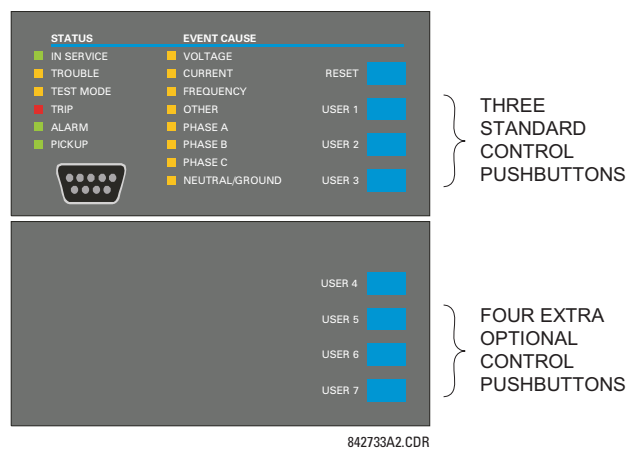 STATUS
IN SERVICE
TROUBLE
TEST MODE
TRIP
ALARM
PICKUP
EVENT CAUSE
VOLTAGE
CURRENT
FREQUENCY
OTHER
PHASE A
PHASE B
PHASE C
NEUTRAL/GROUND
RESET
USER 1
USER 2
USER 3
THREE
STANDARD
CONTROL
PUSHBUTTONS
USER 4
USER 5
USER 6
USER 7
FOUR EXTRA
OPTIONAL
CONTROL
PUSHBUTTONS
842733A2.CDR